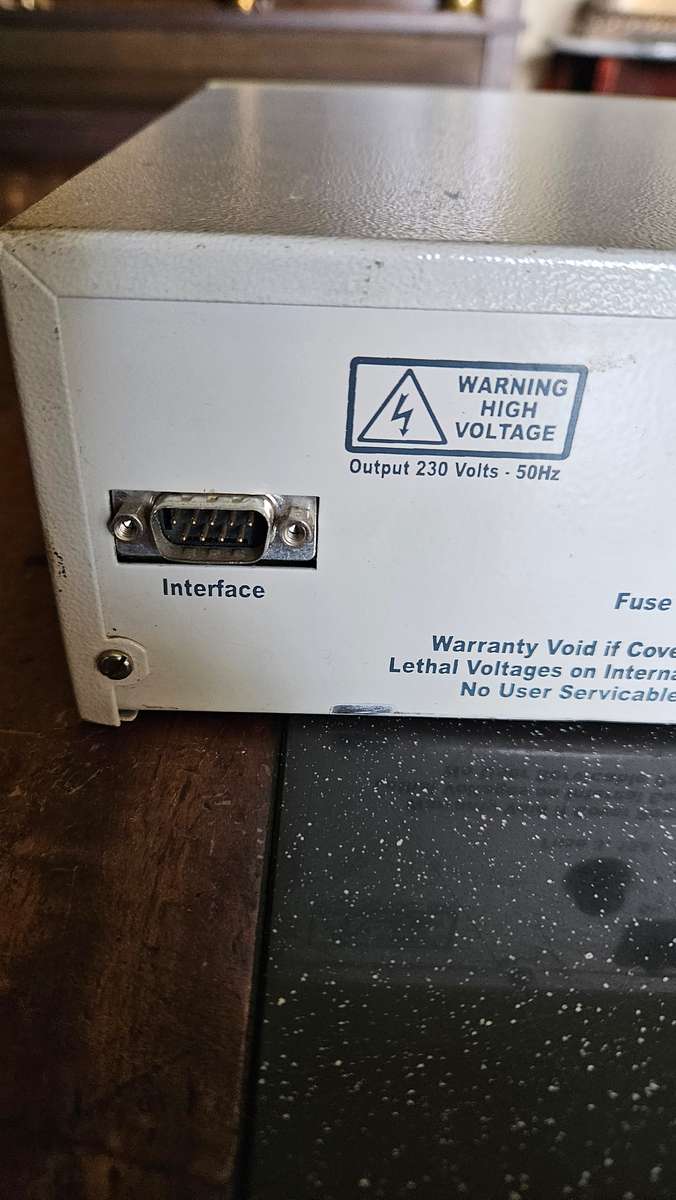 WARNING
HIGH
VOLTAGE
Output 230 Volts - 50Hz
Interface
Fuse
Warranty Void if Cove
Lethal Voltages on Interna
No User Servicable